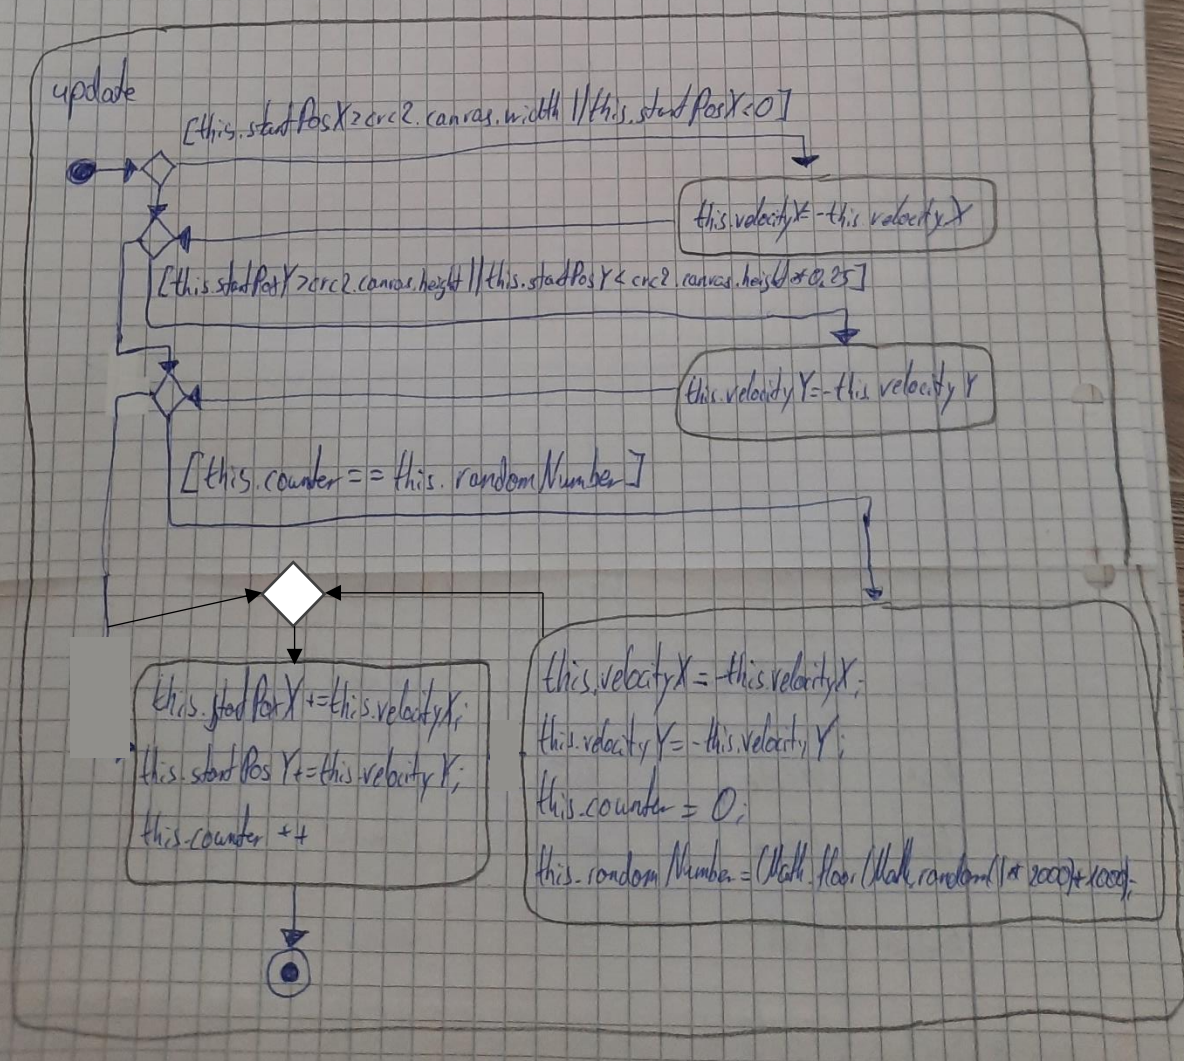 update
[this.startPosX>crc2.canvas.width || this.startPosX<0]
this.velocityX=-this.velocityX
[this.startPosY>crc2.canvas.height || this.startPosY<crc2.canvas.height*0,25]
this.velocityY=-this.velocityY
[this.counter==this.randomNumber]
this.startPosX+=this.velocityX;
this.startPosY+=this.velocityY;
this.counter++
this.velocityX=-this.velocityX;
this.velocityY=-this.velocityY;
this.counter=0;
this.randomNumber=(Math.floor(Math.random()*2000)+1000);